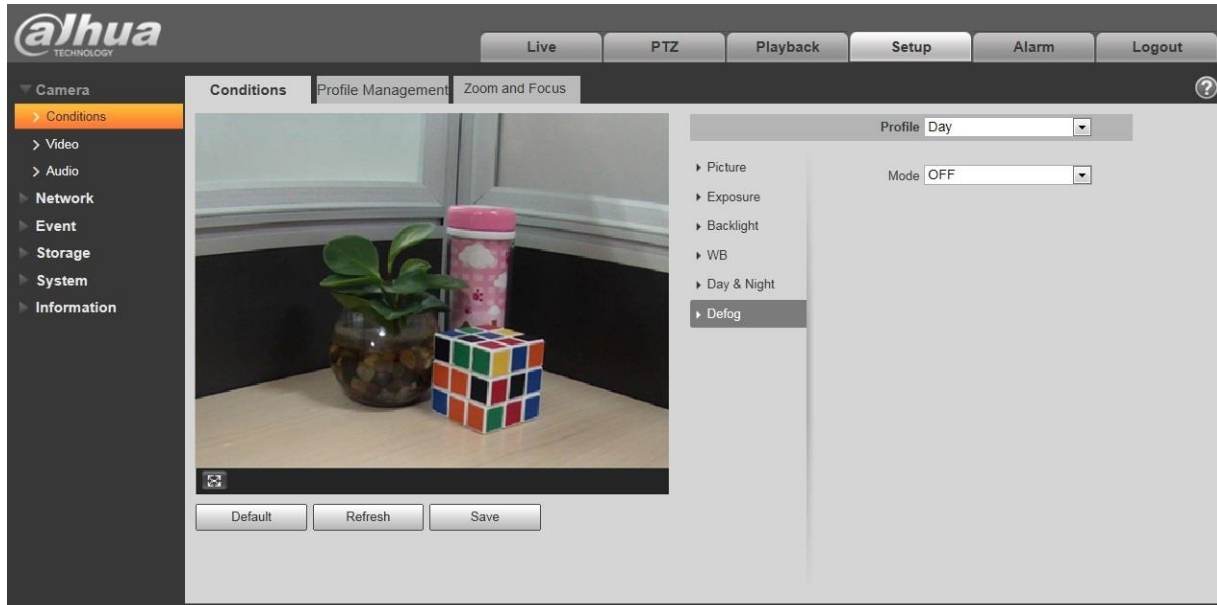 alhua
TECHNOLOGY
Live PTZ Playback Setup Alarm Logout
Camera
Conditions
Video
Audio
Network
Event
Storage
System
Information
Conditions Profile Management Zoom and Focus
?
Profile Day
Picture
Exposure
Backlight
WB
Day & Night
Defog
Mode OFF
Default Refresh Save